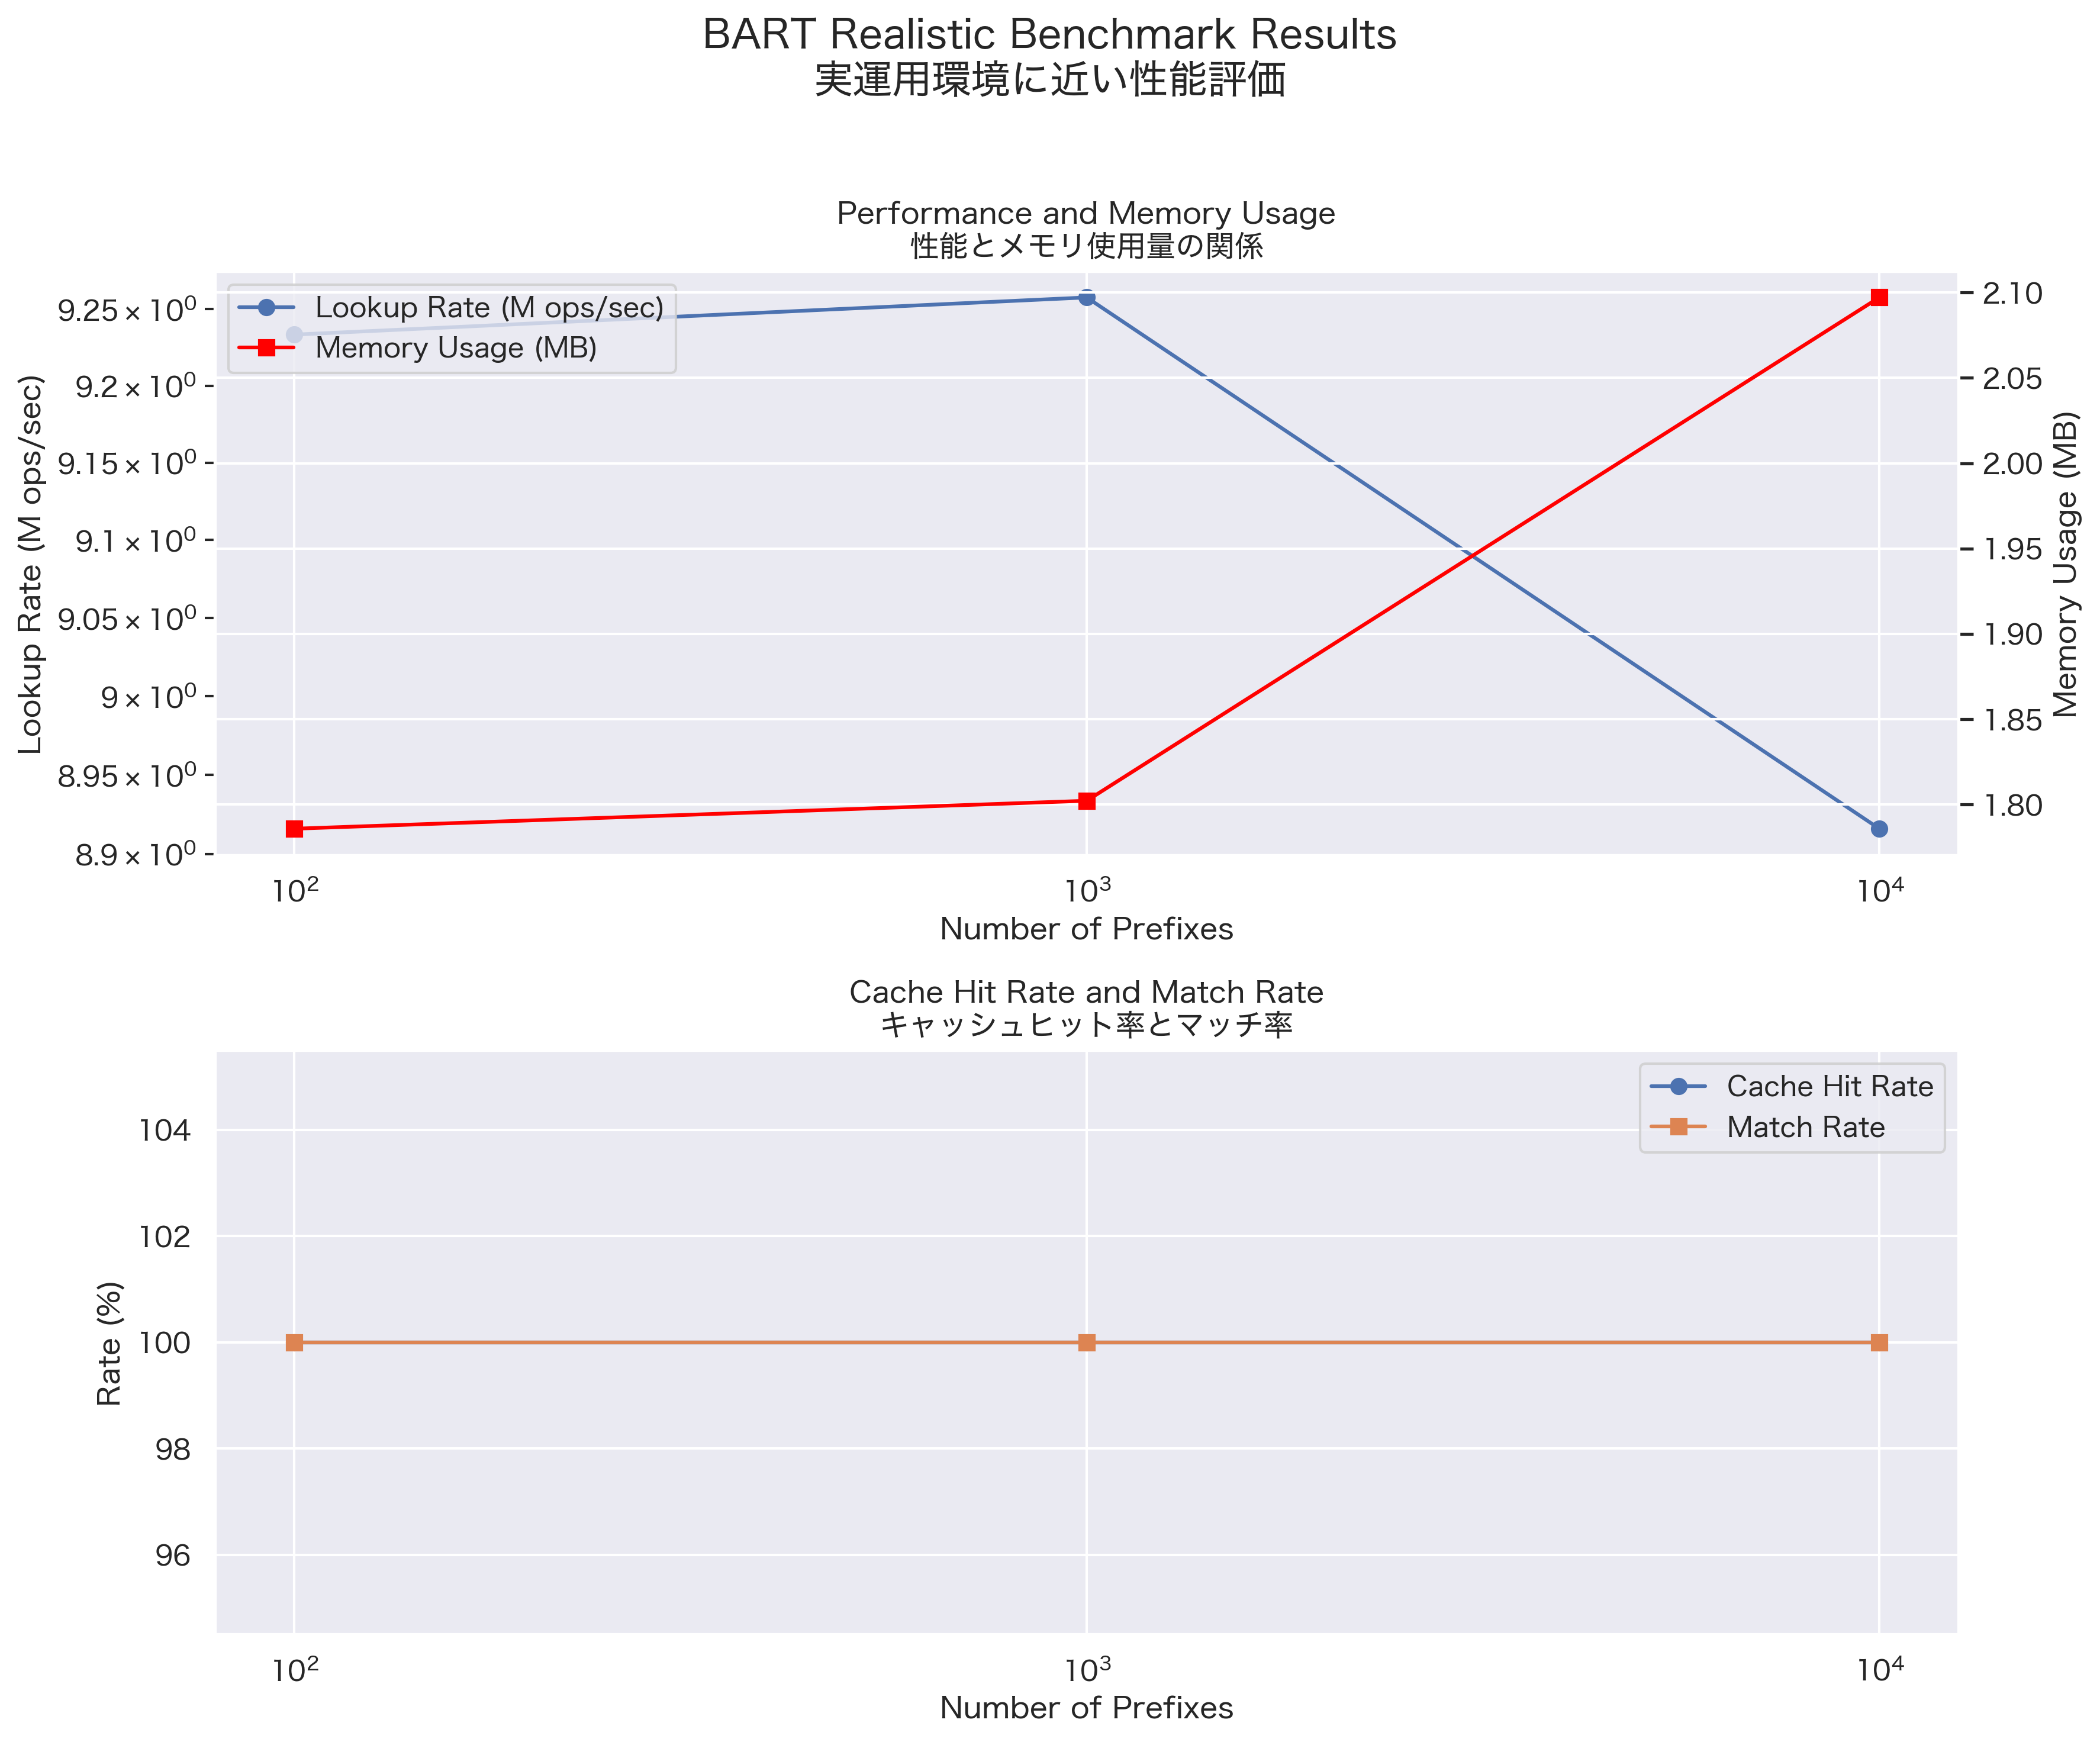 BART Realistic Benchmark Results
実運用環境に近い性能評価
Performance and Memory Usage
性能とメモリ使用量の関係
Lookup Rate (M ops/sec)
Memory Usage (MB)
9.25 × 10⁰
9.2 × 10⁰
9.15 × 10⁰
9.1 × 10⁰
9.05 × 10⁰
9 × 10⁰
8.95 × 10⁰
8.9 × 10⁰
Lookup Rate (M ops/sec)
2.10
2.05
2.00
1.95
1.90
1.85
1.80
Memory Usage (MB)
10² 10³ 10⁴
Number of Prefixes
Cache Hit Rate and Match Rate
キャッシュヒット率とマッチ率
Cache Hit Rate
Match Rate
104
102
100
98
96
Rate (%)
10² 10³ 10⁴
Number of Prefixes